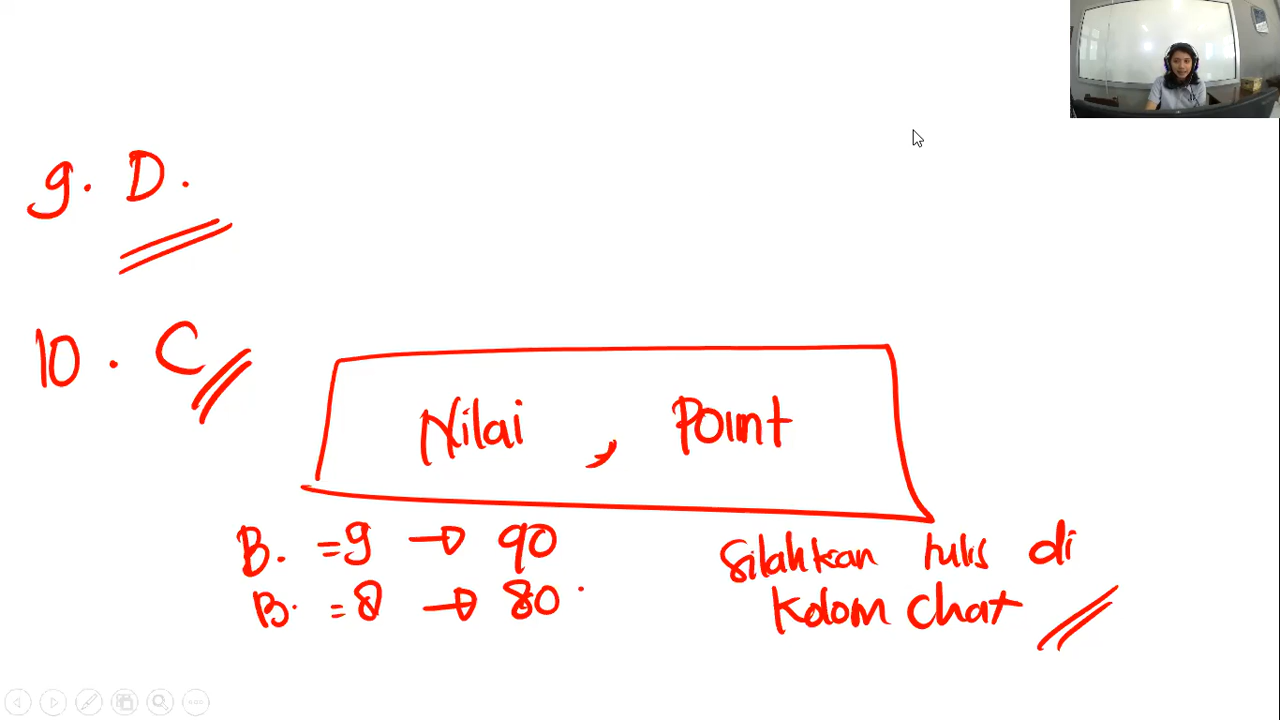 9. D.
10. C
Nilai , Point
B. = 9 → 90
B. = 8 → 80.
Silahkan tulis di
kolom chat